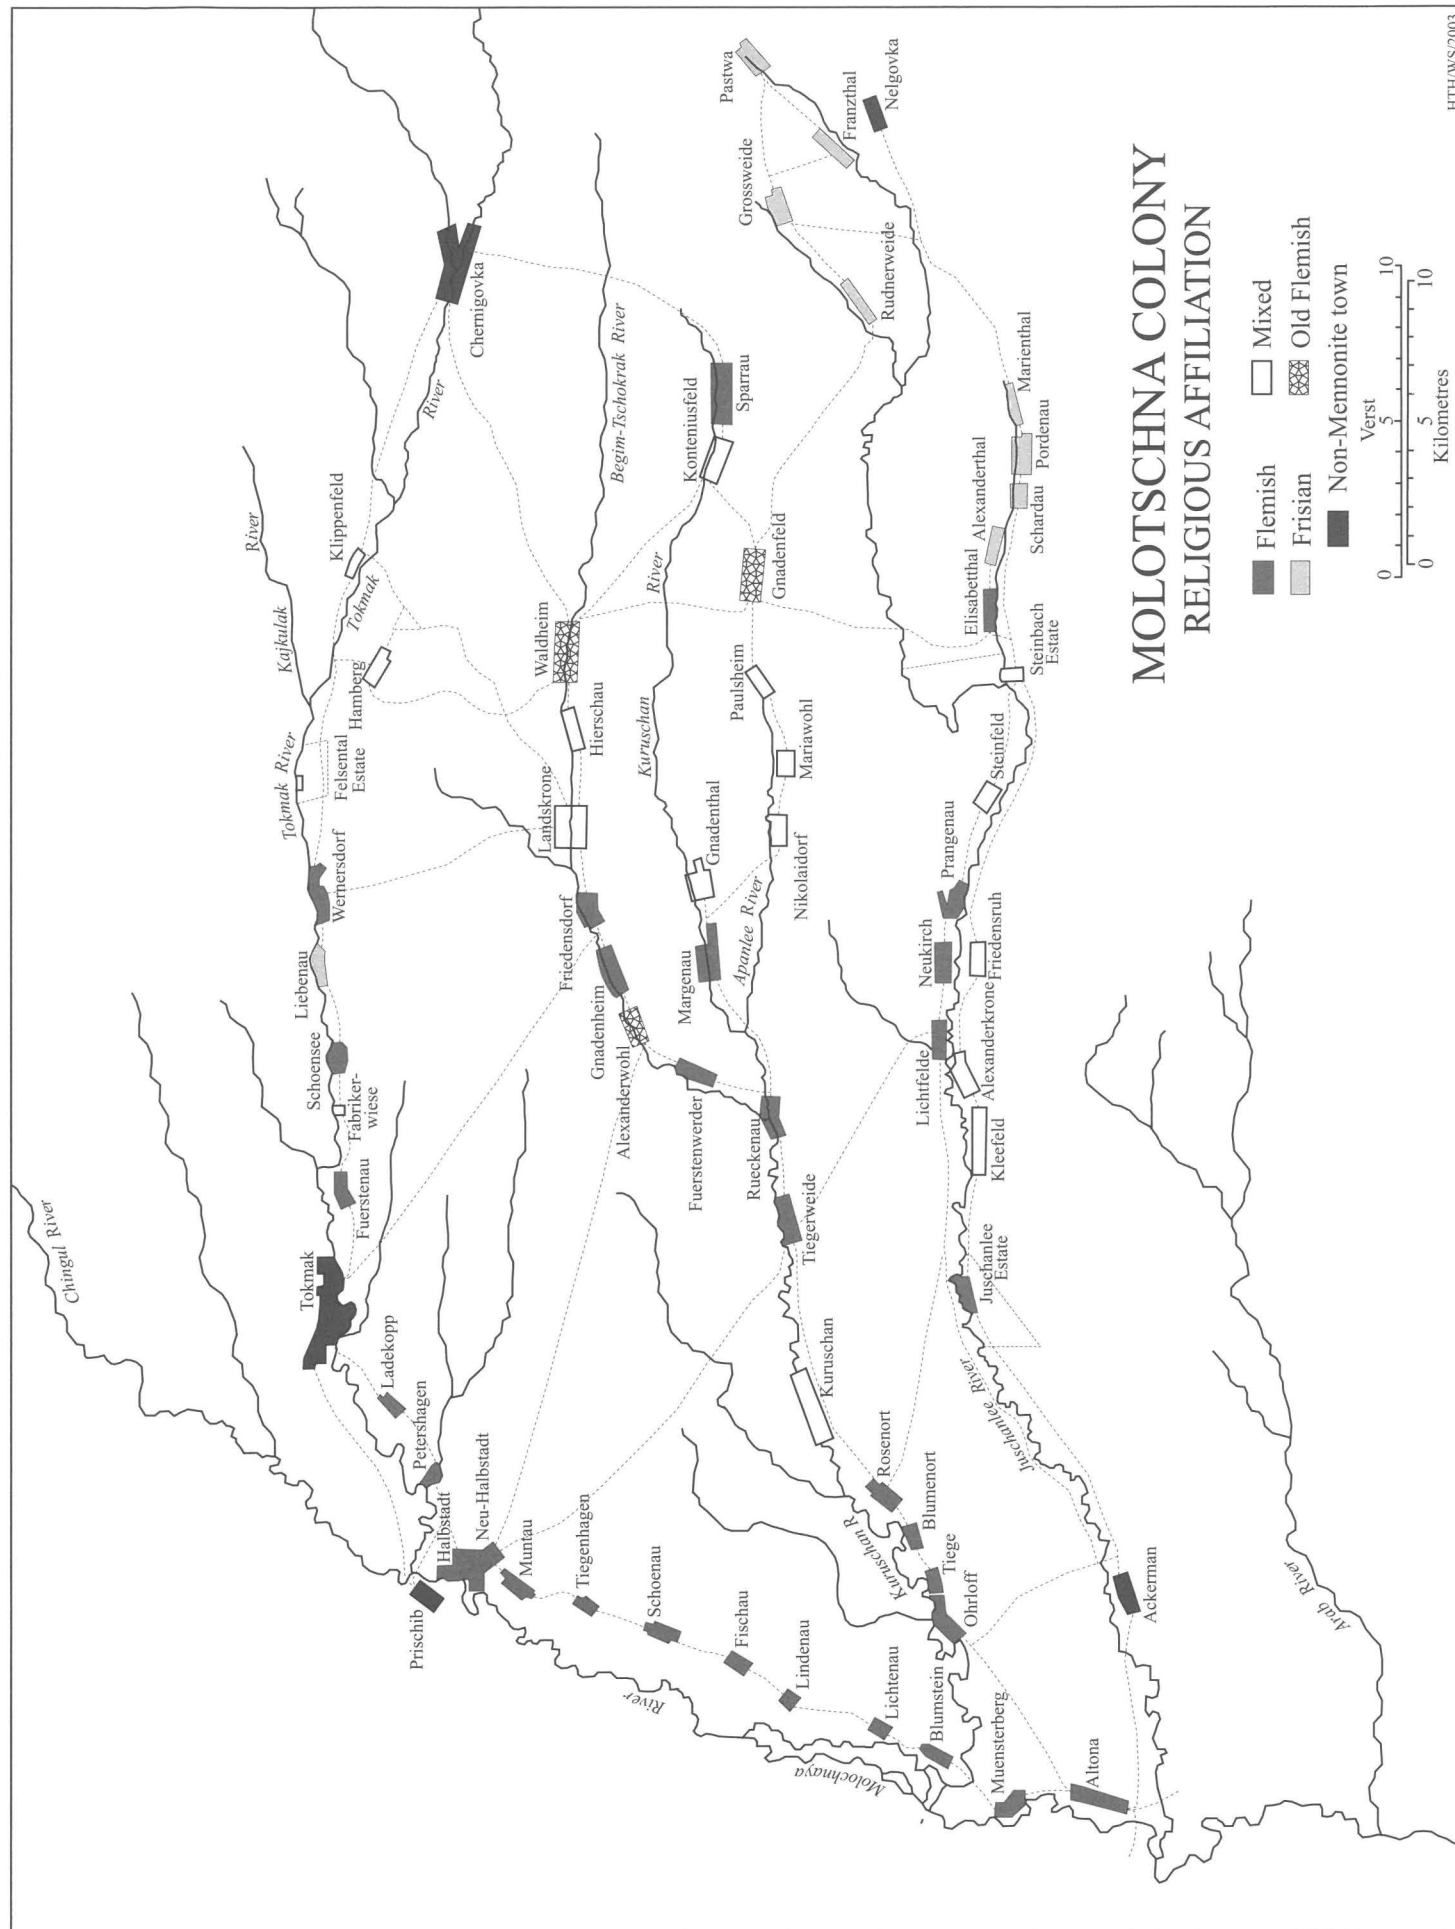 Chingul River
Tokmak
Fuerstenau
Fabriker-
wiese
Schoensee
Liebenau
Wernersdorf
Tokmak River
Felsental
Estate
Kajkulak
River
Hamberg
Klippenfeld
Tokmak
River
Chernigovka
Prischib
Halbstadt
Petershagen
Ladekopp
Neu-Halbstadt
Muntau
Tiegenhagen
Schoenau
Fischau
Lindenau
Lichtenau
Blumstein
Muensterberg
Altona
Molochnaya
River
Alexanderwohl
Gnadenheim
Friedensdorf
Landskrone
Hierschau
Waldheim
Begim-Tschokrak River
Fuerstenwerder
Rueckenau
Tiegerweide
Kuruschan
Margenau
Gnadenthal
Kuruschan
River
Konteniusfeld
Sparrau
Apanlee River
Nikolaidorf
Mariawohl
Paulsheim
Gnadenfeld
Grossweide
Pastwa
Rudnerweide
Franzthal
Nelgovka
Rosenort
Blumenort
Tiege
Ohrloff
Kuruschan R.
Juschanlee River
Juschanlee
Estate
Kleefeld
Alexanderkrone
Lichtfelde
Neukirch
Friedensruh
Prangenau
Steinfeld
Steinbach
Estate
Elisabetthal
Alexanderthal
Schardau
Pordenau
Marienthal
Ackerman
Arab River
MOLOTSCHNA COLONY
RELIGIOUS AFFILIATION
Flemish
Mixed
Frisian
Old Flemish
Non-Mennonite town
0 5 10
Verst
0 5 10
Kilometres
HTH/WS/2003